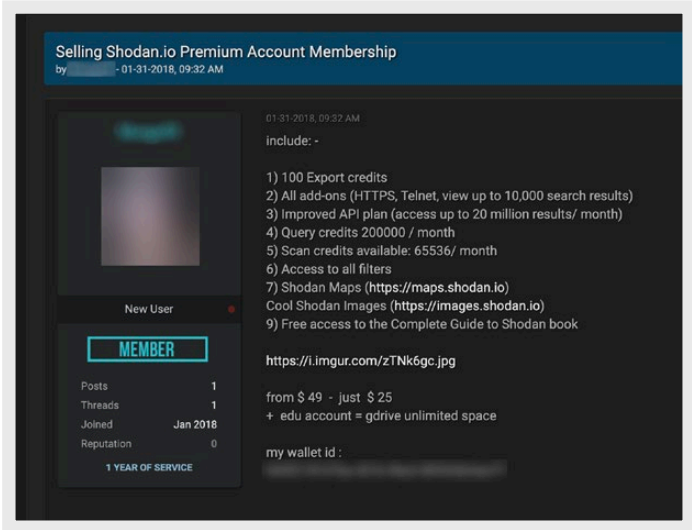 Selling Shodan.io Premium Account Membership
by - 01-31-2018, 09:32 AM
01-31-2018, 09:32 AM
include: -
1) 100 Export credits
2) All add-ons (HTTPS, Telnet, view up to 10,000 search results)
3) Improved API plan (access up to 20 million results/ month)
4) Query credits 200000 / month
5) Scan credits available: 65536/ month
6) Access to all filters
7) Shodan Maps (https://maps.shodan.io)
Cool Shodan Images (https://images.shodan.io)
9) Free access to the Complete Guide to Shodan book
https://i.imgur.com/zTNk6gc.jpg
from $ 49 - just $ 25
+ edu account = gdrive unlimited space
my wallet id :
New User
MEMBER
Posts 1
Threads 1
Joined Jan 2018
Reputation 0
1 YEAR OF SERVICE